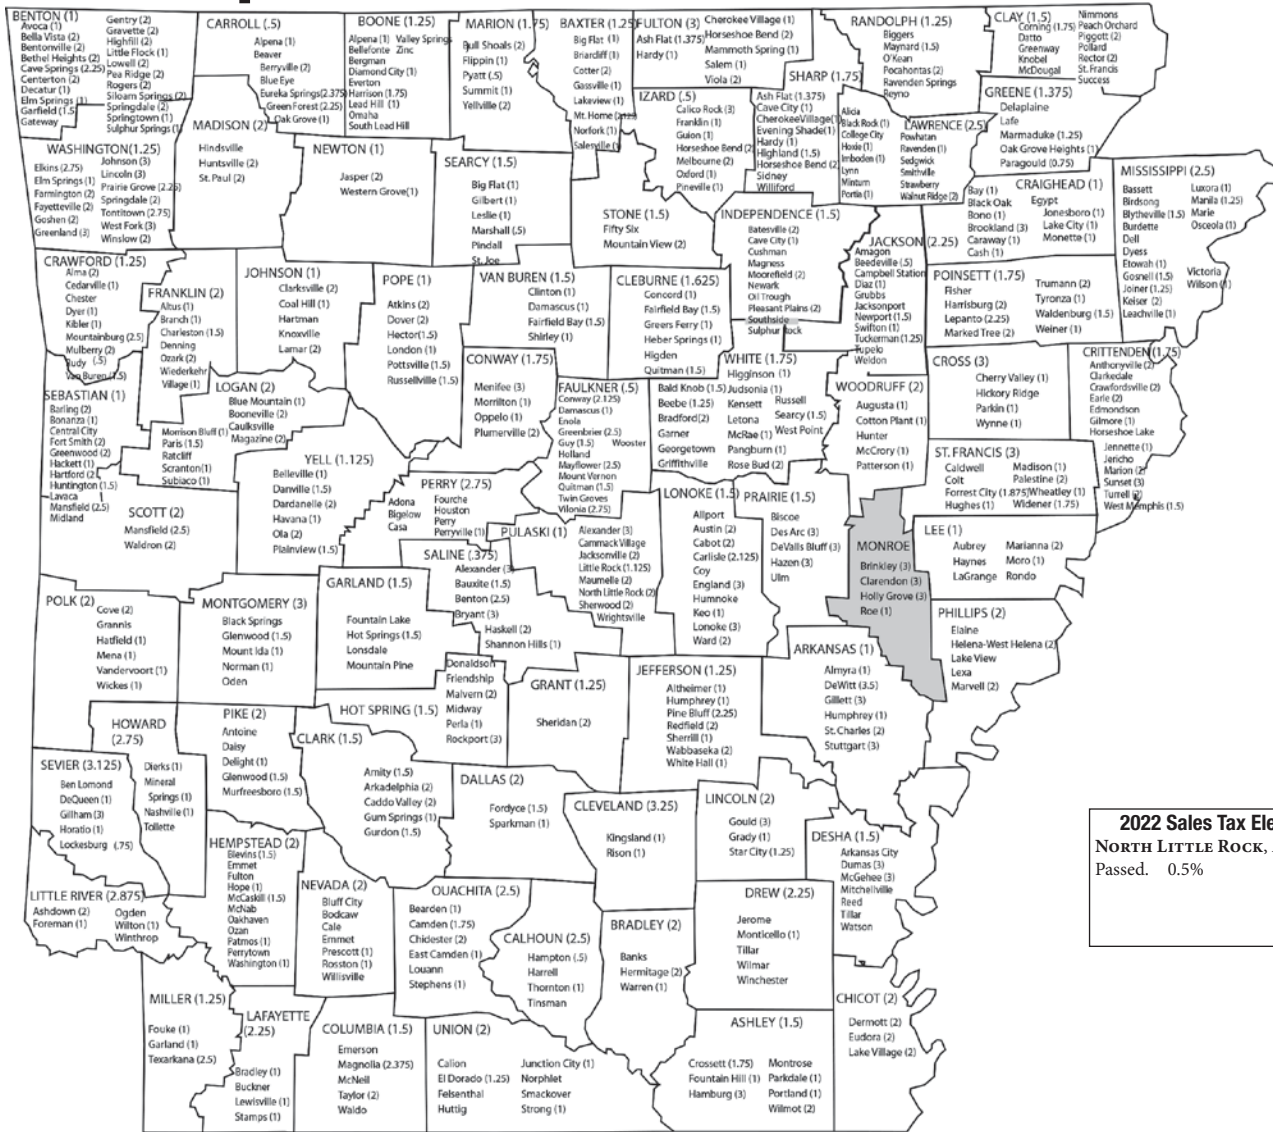 BENTON (1)
Avoca (1)
Bella Vista (2)
Bentonville (2)
Bethel Heights (2)
Cave Springs (2.25)
Centerton (2)
Decatur (1)
Elm Springs (1)
Garfield (1.5)
Gateway
Gentry (2)
Gravette (2)
Highfill (2)
Little Flock (1)
Lowell (2)
Pea Ridge (2)
Rogers (2)
Siloam Springs (2)
Springdale (2)
Springtown (1)
Sulphur Springs (1)
CARROLL (.5)
Alpena (1)
Beaver
Berryville (2)
Blue Eye
Eureka Springs(2.375)
Green Forest (2.25)
Oak Grove (1)
BOONE (1.25)
Alpena (1)
Bellefonte
Bergman
Diamond City (1)
Everton
Harrison (1.75)
Lead Hill (1)
Omaha
South Lead Hill
Valley Springs
Zinc
MARION (1.75)
Bull Shoals (2)
Flippin (1)
Pyatt (.5)
Summit (1)
Yellville (2)
BAXTER (1.25)
Big Flat (1)
Briarcliff (1)
Cotter (2)
Gassville (1)
Lakeview (1)
Mt. Home
Norfork (1)
Salesville
FULTON (3)
Ash Flat (1.375)
Hardy (1)
Cherokee Village (1)
Horseshoe Bend (2)
Mammoth Spring (1)
Salem (1)
Viola (2)
RANDOLPH (1.25)
Biggers
Maynard (1.5)
O'Kean
Pocahontas (2)
Ravenden Springs
Reyno
CLAY (1.5)
Corning (1.75)
Datto
Greenway
Knobel
McDougal
Nimmons
Peach Orchard
Piggott (2)
Pollard
Rector (2)
St. Francis
Success
SHARP (1.75)
Ash Flat (1.375)
Cave City (1)
CherokeeVillage(1)
Evening Shade(1)
Hardy (1)
Highland (1.5)
Horseshoe Bend (2)
Sidney
Williford
IZARD (.5)
Calico Rock (3)
Franklin (1)
Guion (1)
Horseshoe Bend (2)
Melbourne (2)
Oxford (1)
Pineville (1)
GREENE (1.375)
Delaplaine
Lafe
Marmaduke (1.25)
Oak Grove Heights (1)
Paragould (0.75)
LAWRENCE (2.5)
Alicia
Black Rock (1)
College City
Hoxie (1)
Imboden (1)
Lynn
Minturn
Portia (1)
Powhatan
Ravenden (1)
Sedgwick
Smithville
Strawberry
Walnut Ridge (2)
MADISON (2)
Hindsville
Huntsville (2)
St. Paul (2)
WASHINGTON(1.25)
Elkins (2.75)
Elm Springs (1)
Farmington (2)
Fayetteville (2)
Goshen (2)
Greenland (3)
Johnson (3)
Lincoln (3)
Prairie Grove (2.25)
Springdale (2)
Tontitown (2.75)
West Fork (3)
Winslow (2)
NEWTON (1)
Jasper (2)
Western Grove(1)
SEARCY (1.5)
Big Flat (1)
Gilbert (1)
Leslie (1)
Marshall (.5)
Pindall
St. Joe
STONE (1.5)
Fifty Six
Mountain View (2)
INDEPENDENCE (1.5)
Batesville (2)
Cave City (1)
Cushman
Magness
Moorefield (2)
Newark
Oil Trough
Pleasant Plains (2)
Southside
Sulphur Rock
CRAIGHEAD (1)
Bay (1)
Black Oak
Bono (1)
Brookland (3)
Caraway (1)
Cash (1)
Egypt
Jonesboro (1)
Lake City (1)
Monette (1)
MISSISSIPPI (2.5)
Bassett
Birdsong
Blytheville (1.5)
Burdette
Dell
Dyess
Etowah (1)
Gosnell (1.5)
Joiner (1.25)
Keiser (2)
Leachville (1)
Luxora (1)
Manila (1.25)
Marie
Osceola (1)
Victoria
Wilson (1)
JACKSON (2.25)
Amagon
Beedeville (.5)
Campbell Station
Diaz (1)
Grubbs
Jacksonport
Newport (1.5)
Swifton (1)
Tuckerman (1.25)
Tupelo
Weldon
POINSETT (1.75)
Fisher
Harrisburg (2)
Lepanto (2.25)
Marked Tree (2)
Trumann (2)
Tyronza (1)
Waldenburg (1.5)
Weiner (1)
CRAWFORD (1.25)
Alma (2)
Cedarville (1)
Chester
Dyer (1)
Kibler (1)
Mountainburg (2.5)
Mulberry (2)
Rudy (.5)
Van Buren (1.5)
FRANKLIN (2)
Altus (1)
Branch (1)
Charleston (1.5)
Denning
Ozark (2)
Wiederkehr
Village (1)
JOHNSON (1)
Clarksville (2)
Coal Hill (1)
Hartman
Knoxville
Lamar (2)
POPE (1)
Atkins (2)
Dover (2)
Hector(1.5)
London (1)
Pottsville (1.5)
Russellville (1.5)
VAN BUREN (1.5)
Clinton (1)
Damascus (1)
Fairfield Bay (1.5)
Shirley (1)
CLEBURNE (1.625)
Concord (1)
Fairfield Bay (1.5)
Greers Ferry (1)
Heber Springs (1)
Higden
Quitman (1.5)
CONWAY (1.75)
Menifee (3)
Morrilton (1)
Oppelo (1)
Plumerville (2)
FAULKNER (.5)
Conway (2.125)
Damascus (1)
Enola
Greenbrier (2.5)
Guy (1.5)
Wooster
Holland
Mayflower (2.5)
Mount Vernon
Quitman (1.5)
Twin Groves
Vilonia (2.75)
WHITE (1.75)
Bald Knob (1.5)
Beebe (1.25)
Bradford(2)
Garner
Georgetown
Griffithville
Higginson (1)
Judsonia (1)
Kensett
Letona
McRae (1)
Pangburn (1)
Rose Bud (2)
Russell
Searcy (1.5)
West Point
WOODRUFF (2)
Augusta (1)
Cotton Plant (1)
Hunter
McCrory (1)
Patterson (1)
CROSS (3)
Cherry Valley (1)
Hickory Ridge
Parkin (1)
Wynne (1)
CRITTENDEN (1.75)
Anthonyville (2)
Clarkedale
Crawfordsville (2)
Earle (2)
Edmondson
Gilmore (1)
Horseshoe Lake
Jennette (1)
Jericho
Marion (2)
Sunset (3)
Turrell
West Memphis (1.5)
ST. FRANCIS (3)
Caldwell
Colt
Forrest City (1.875)
Hughes (1)
Madison (1)
Palestine (2)
Wheatley (1)
Widener (1.75)
SEBASTIAN (1)
Barling (2)
Bonanza (1)
Central City
Fort Smith (2)
Greenwood (2)
Hackett (1)
Hartford (2)
Huntington (1.5)
Lavaca
Mansfield (2.5)
Midland
LOGAN (2)
Blue Mountain (1)
Booneville (2)
Caulksville
Magazine (2)
Morrison Bluff (1)
Paris (1.5)
Ratcliff
Scranton(1)
Subiaco (1)
SCOTT (2)
Mansfield (2.5)
Waldron (2)
YELL (1.125)
Belleville (1)
Danville (1.5)
Dardanelle (2)
Havana (1)
Ola (2)
Plainview (1.5)
PERRY (2.75)
Adona
Bigelow
Casa
Fourche
Houston
Perry
Perryville (1)
PULASKI (1)
Alexander (3)
Cammack Village
Jacksonville (2)
Little Rock (1.125)
Maumelle (2)
North Little Rock (2)
Sherwood (2)
Wrightsville
LONOKE (1.5)
Allport
Austin (2)
Cabot (2)
Carlisle (2.125)
Coy
England (3)
Humnoke
Keo (1)
Lonoke (3)
Ward (2)
PRAIRIE (1.5)
Biscoe
Des Arc (3)
DeValls Bluff (3)
Hazen (3)
Ulm
MONROE
Brinkley (3)
Clarendon (3)
Holly Grove (3)
Roe (1)
LEE (1)
Aubrey
Haynes
LaGrange
Marianna (2)
Moro (1)
Rondo
PHILLIPS (2)
Elaine
Helena-West Helena (2)
Lake View
Lexa
Marvell (2)
SALINE (.375)
Alexander (3)
Bauxite (1.5)
Benton (2.5)
Bryant (3)
Haskell (2)
Shannon Hills (1)
GARLAND (1.5)
Fountain Lake
Hot Springs (1.5)
Lonsdale
Mountain Pine
POLK (2)
Cove (2)
Grannis
Hatfield (1)
Mena (1)
Vandervoort (1)
Wickes (1)
MONTGOMERY (3)
Black Springs
Glenwood (1.5)
Mount Ida (1)
Norman (1)
Oden
HOT SPRING (1.5)
Donaldson
Friendship
Malvern (2)
Midway
Perla (1)
Rockport (3)
GRANT (1.25)
Sheridan (2)
JEFFERSON (1.25)
Altheimer (1)
Humphrey (1)
Pine Bluff (2.25)
Redfield (2)
Sherrill (1)
Wabbaseka (2)
White Hall (1)
ARKANSAS (1)
Almyra (1)
DeWitt (3.5)
Gillett (3)
Humphrey (1)
St. Charles (2)
Stuttgart (3)
HOWARD
(2.75)
Dierks (1)
Mineral
Springs (1)
Nashville (1)
Tollette
PIKE (2)
Antoine
Daisy
Delight (1)
Glenwood (1.5)
Murfreesboro (1.5)
CLARK (1.5)
Amity (1.5)
Arkadelphia (2)
Caddo Valley (2)
Gum Springs (1)
Gurdon (1.5)
SEVIER (3.125)
Ben Lomond
DeQueen (1)
Gillham (3)
Horatio (1)
Lockesburg (.75)
DALLAS (2)
Fordyce (1.5)
Sparkman (1)
CLEVELAND (3.25)
Kingsland (1)
Rison (1)
LINCOLN (2)
Gould (3)
Grady (1)
Star City (1.25)
DESHA (1.5)
Arkansas City
Dumas (3)
McGehee (3)
Mitchellville
Reed
Tillar
Watson
2022 Sales Tax Ele
NORTH LITTLE ROCK,
Passed. 0.5%
LITTLE RIVER (2.875)
Ashdown (2)
Foreman (1)
Ogden
Wilton (1)
Winthrop
HEMPSTEAD (2)
Blevins (1.5)
Emmet
Fulton
Hope (1)
McCaskill (1.5)
McNab
Oakhaven
Ozan
Patmos (1)
Perrytown
Washington (1)
NEVADA (2)
Bluff City
Bodcaw
Cale
Emmet
Prescott (1)
Rosston (1)
Willisville
OUACHITA (2.5)
Bearden (1)
Camden (1.75)
Chidester (2)
East Camden (1)
Louann
Stephens (1)
CALHOUN (2.5)
Hampton (.5)
Harrell
Thornton (1)
Tinsman
BRADLEY (2)
Banks
Hermitage (2)
Warren (1)
DREW (2.25)
Jerome
Monticello (1)
Tillar
Wilmar
Winchester
CHICOT (2)
Dermott (2)
Eudora (2)
Lake Village (2)
MILLER (1.25)
Fouke (1)
Garland (1)
Texarkana (2.5)
LAFAYETTE
(2.25)
Bradley (1)
Buckner
Lewisville (1)
Stamps (1)
COLUMBIA (1.5)
Emerson
Magnolia (2.375)
McNeil
Taylor (2)
Waldo
UNION (2)
Calion
El Dorado (1.25)
Felsenthal
Huttig
Junction City (1)
Norphlet
Smackover
Strong (1)
ASHLEY (1.5)
Crossett (1.75)
Fountain Hill (1)
Hamburg (3)
Montrose
Parkdale (1)
Portland (1)
Wilmot (2)